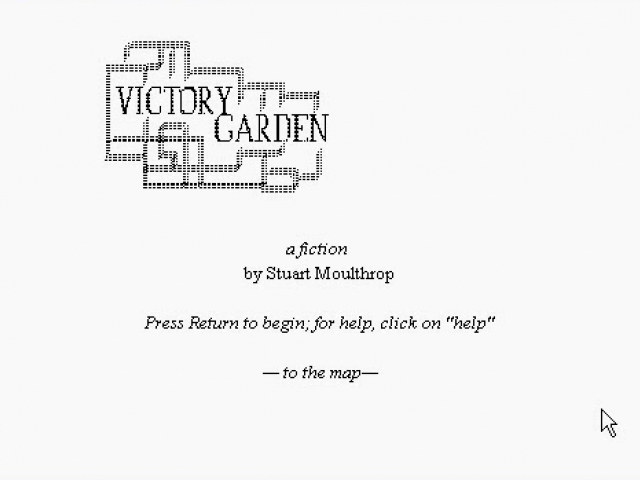 VICTORY
GARDEN
a fiction
by Stuart Moulthrop
Press Return to begin; for help, click on "help"
— to the map—